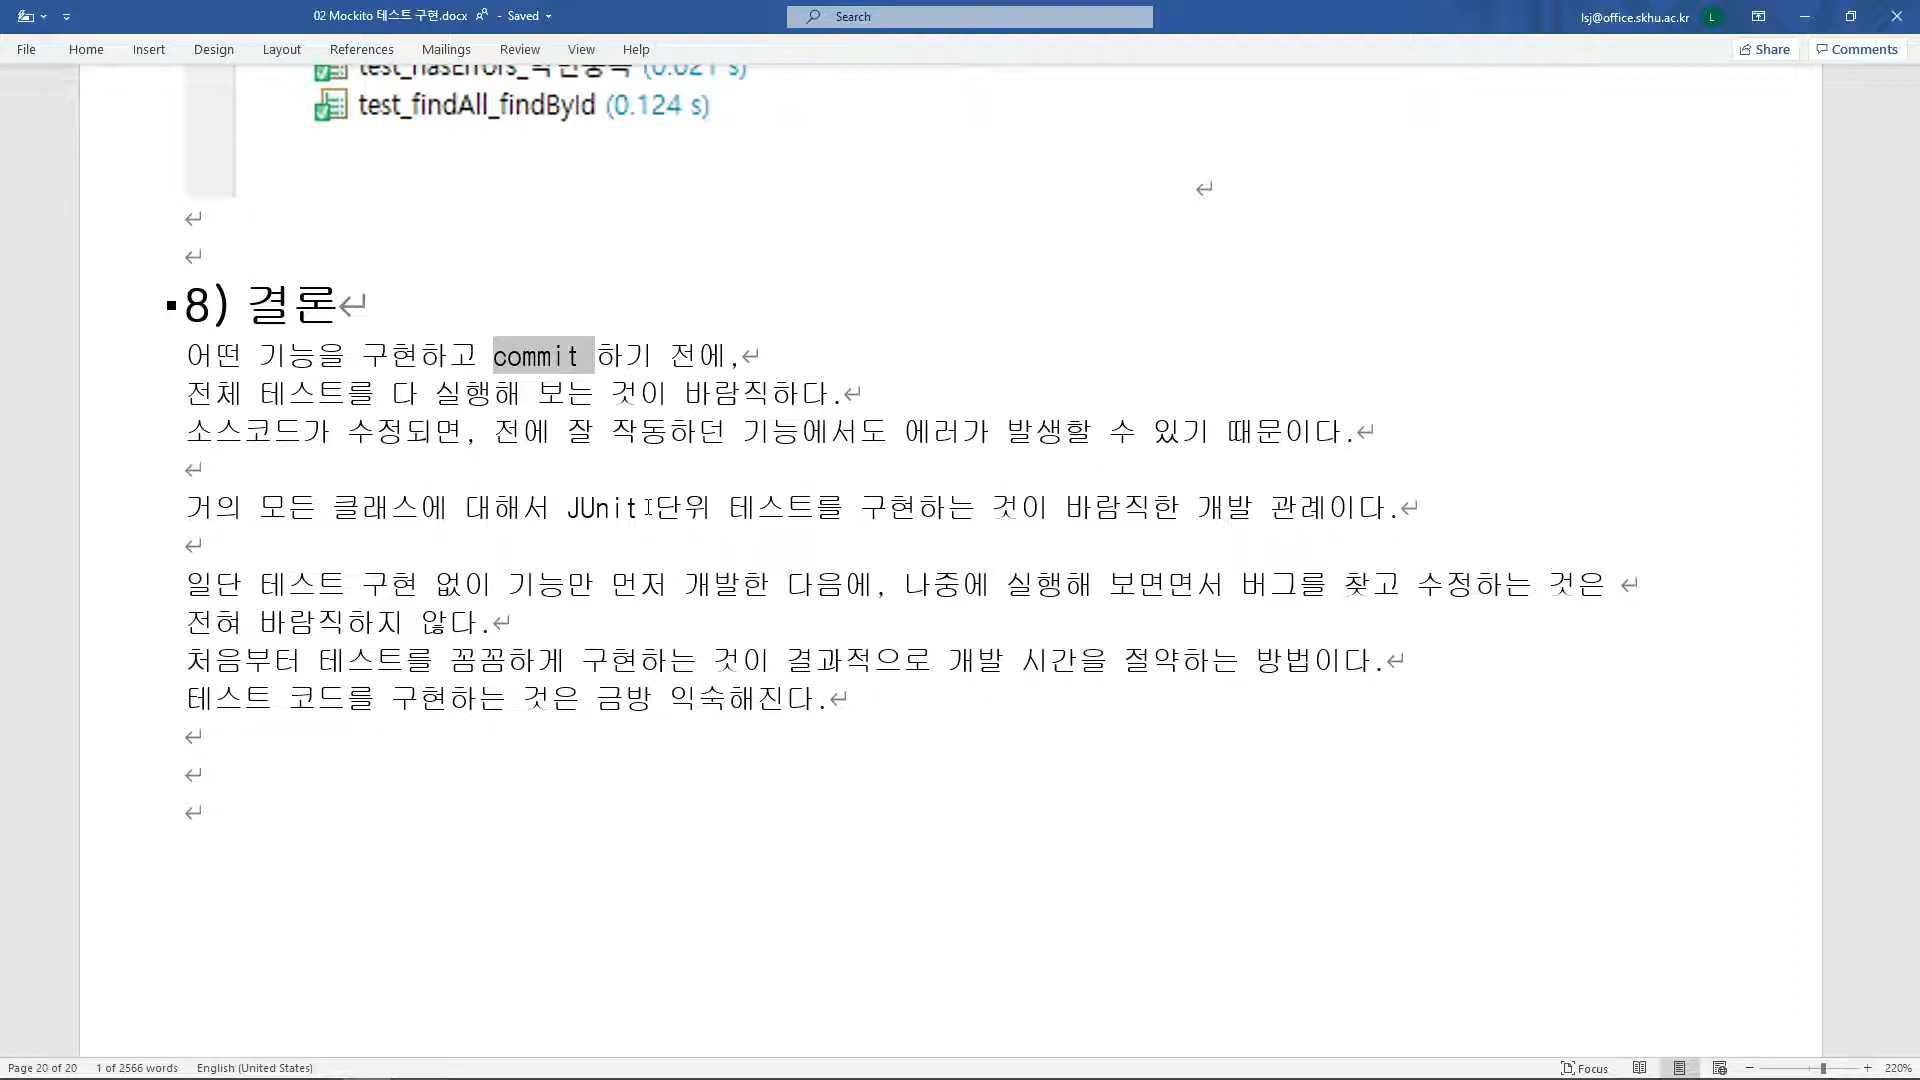 02 Mockito 테스트 구현.docx - Saved
Search
lsj@office.skhu.ac.kr
L
File Home Insert Design Layout References Mailings Review View Help
Share Comments
(0.021 s)
test_findAll_findById (0.124 s)
8) 결론
어떤 기능을 구현하고 commit 하기 전에,
전체 테스트를 다 실행해 보는 것이 바람직하다.
소스코드가 수정되면, 전에 잘 작동하던 기능에서도 에러가 발생할 수 있기 때문이다.
거의 모든 클래스에 대해서 JUnit 단위 테스트를 구현하는 것이 바람직한 개발 관례이다.
일단 테스트 구현 없이 기능만 먼저 개발한 다음에, 나중에 실행해 보면면서 버그를 찾고 수정하는 것은
전혀 바람직하지 않다.
처음부터 테스트를 꼼꼼하게 구현하는 것이 결과적으로 개발 시간을 절약하는 방법이다.
테스트 코드를 구현하는 것은 금방 익숙해진다.
Page 20 of 20 1 of 2566 words English (United States)
Focus
220%